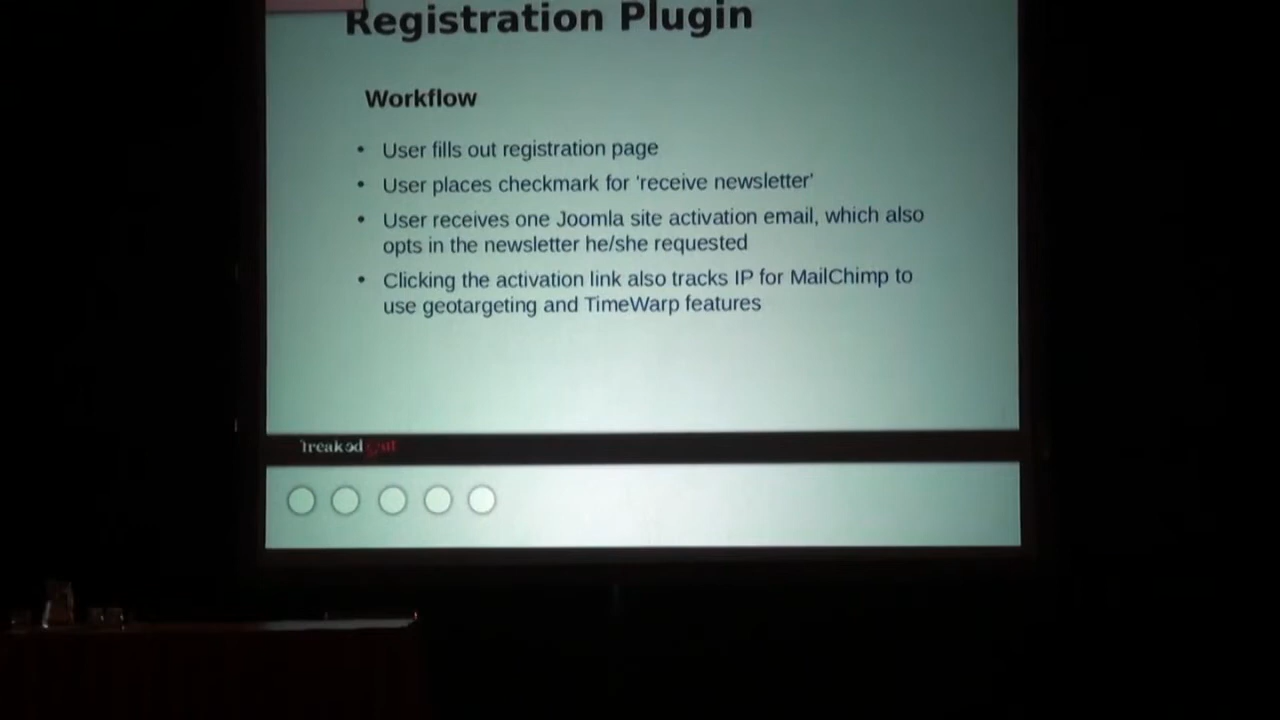 Registration Plugin
Workflow
• User fills out registration page
• User places checkmark for 'receive newsletter'
• User receives one Joomla site activation email, which also
opts in the newsletter he/she requested
• Clicking the activation link also tracks IP for MailChimp to
use geotargeting and TimeWarp features